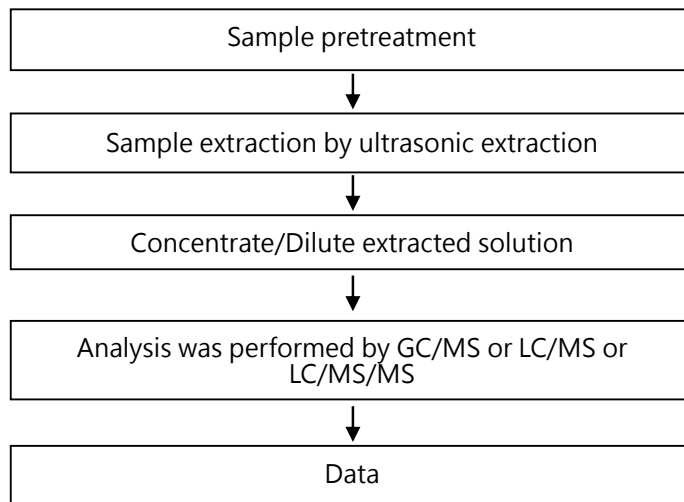 Sample pretreatment
Sample extraction by ultrasonic extraction
Concentrate/Dilute extracted solution
Analysis was performed by GC/MS or LC/MS or
LC/MS/MS
Data